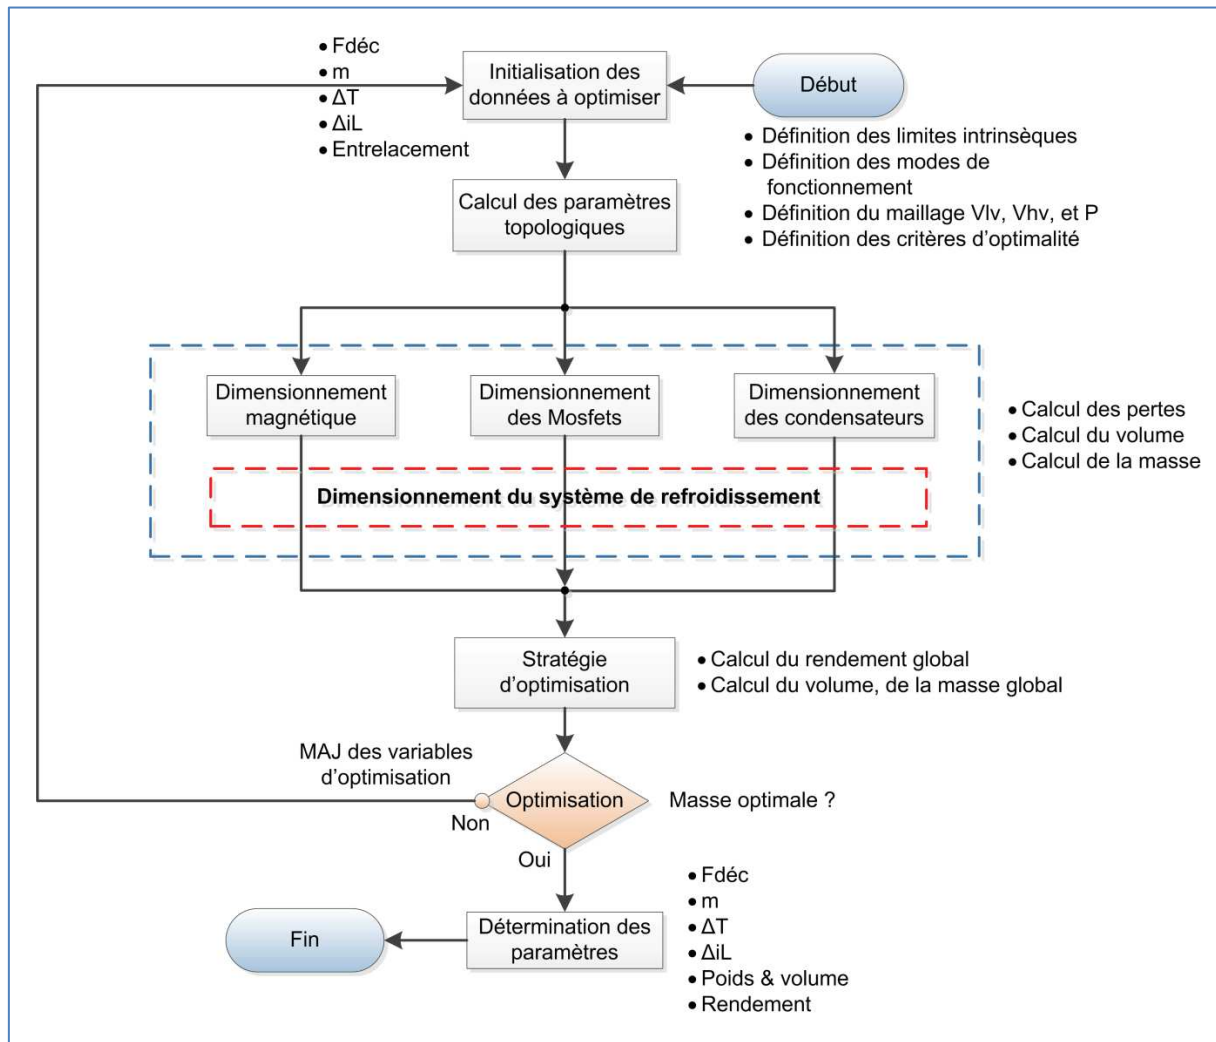 • Fdéc
• m
• ΔT
• ΔiL
• Entrelacement
Initialisation des
données à optimiser
Début
• Définition des limites intrinsèques
• Définition des modes de
fonctionnement
• Définition du maillage Vlv, Vhv, et P
• Définition des critères d'optimalité
Calcul des paramètres
topologiques
Dimensionnement
magnétique
Dimensionnement
des Mosfets
Dimensionnement
des condensateurs
• Calcul des pertes
• Calcul du volume
• Calcul de la masse
Dimensionnement du système de refroidissement
Stratégie
d'optimisation
• Calcul du rendement global
• Calcul du volume, de la masse global
MAJ des variables
d'optimisation
Optimisation
Masse optimale ?
Non
Oui
• Fdéc
• m
• ΔT
• ΔiL
• Poids & volume
• Rendement
Détermination des
paramètres
Fin